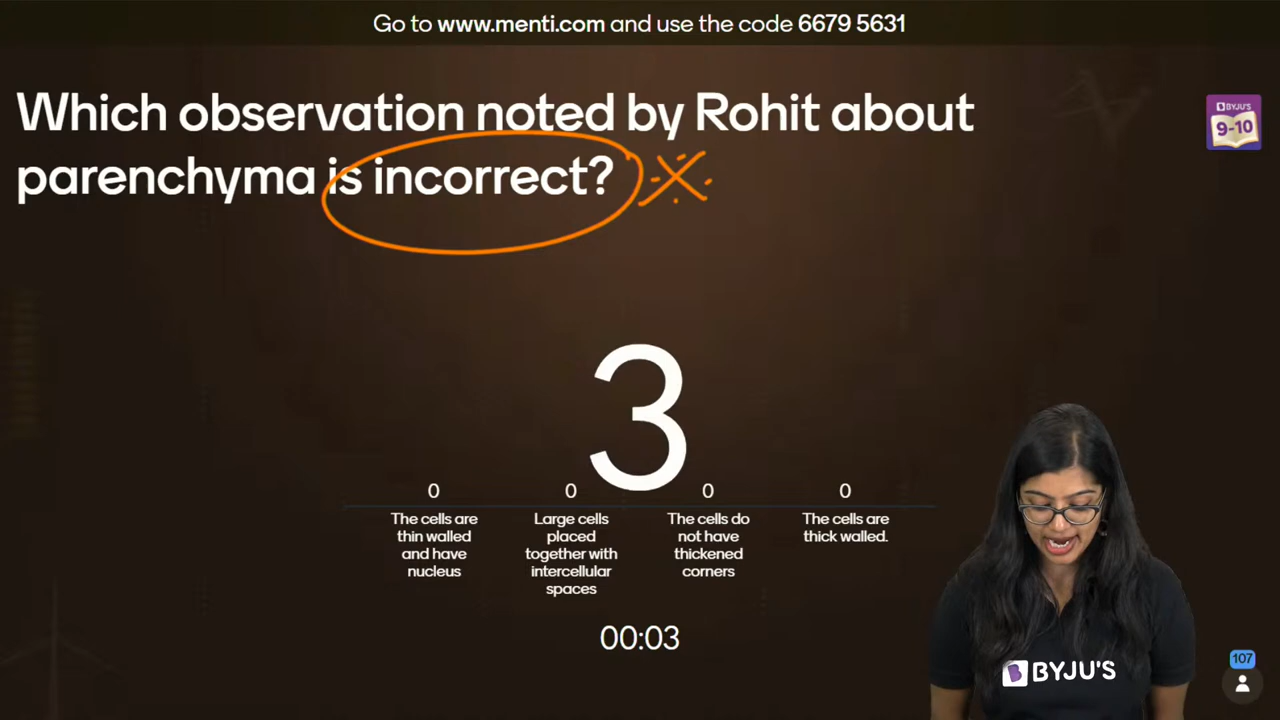 Go to www.menti.com and use the code 6679 5631
Which observation noted by Rohit about
parenchyma is incorrect?
BYJU'S
9-10
3
0
0
0
0
The cells are
thin walled
and have
nucleus
Large cells
placed
together with
intercellular
spaces
The cells do
not have
thickened
corners
The cells are
thick walled.
00:03
BYJU'S
107